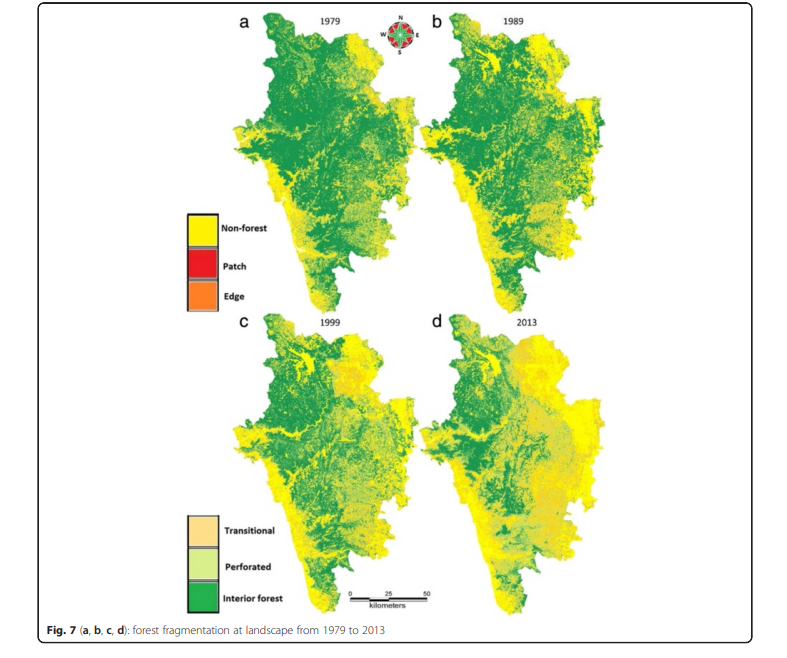 a
1979
N
W
E
S
b
1989
Non-forest
Patch
Edge
c
1999
d
2013
Transitional
Perforated
Interior forest
0 25 50
kilometers
Fig. 7 (a, b, c, d): forest fragmentation at landscape from 1979 to 2013